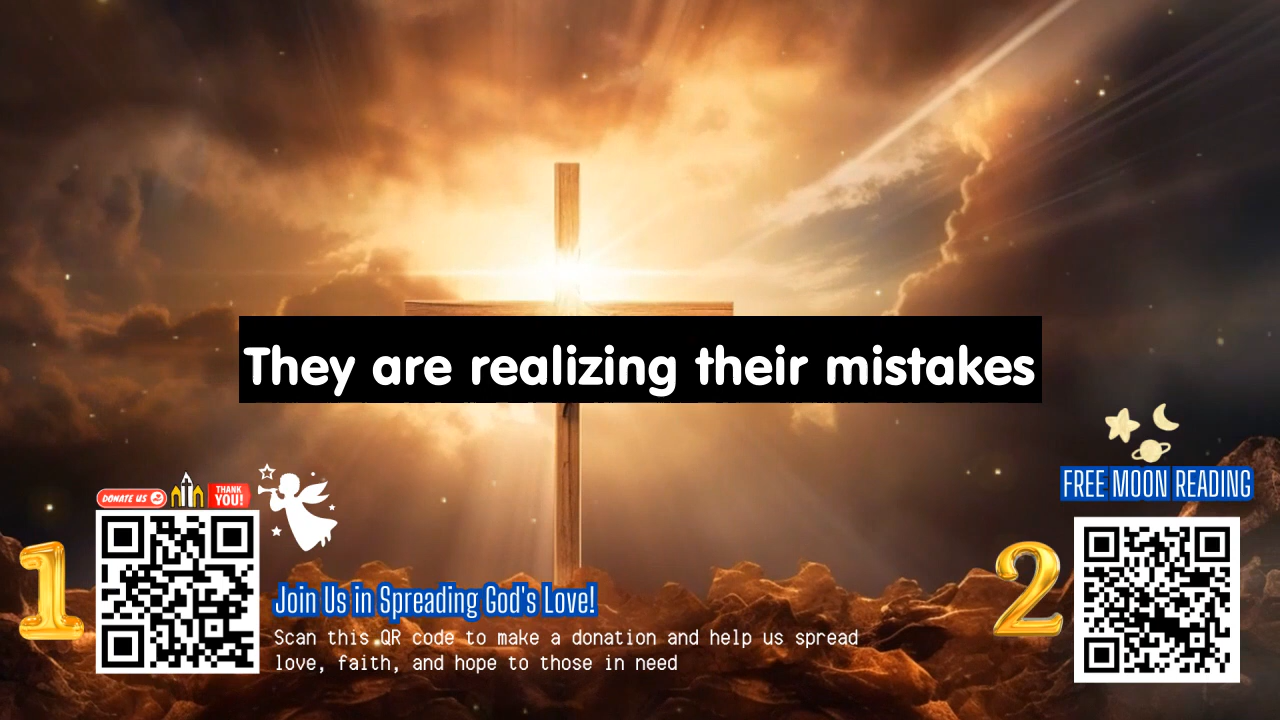 They are realizing their mistakes
FREE MOON READING
DONATE US
THANK
YOU!
1
2
Join Us in Spreading God's Love!
Scan this QR code to make a donation and help us spread
love, faith, and hope to those in need